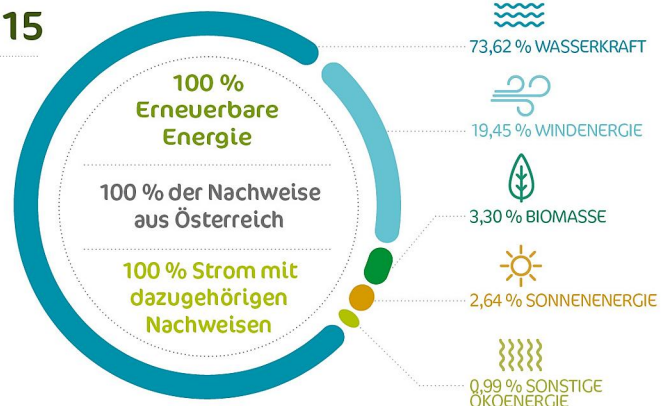 15
100 %
Erneuerbare
Energie
100 % der Nachweise
aus Österreich
100 % Strom mit
dazugehörigen
Nachweisen
73,62 % WASSERKRAFT
19,45 % WINDENERGIE
3,30 % BIOMASSE
2,64 % SONNENENERGIE
0,99 % SONSTIGE
ÖKOENERGIE